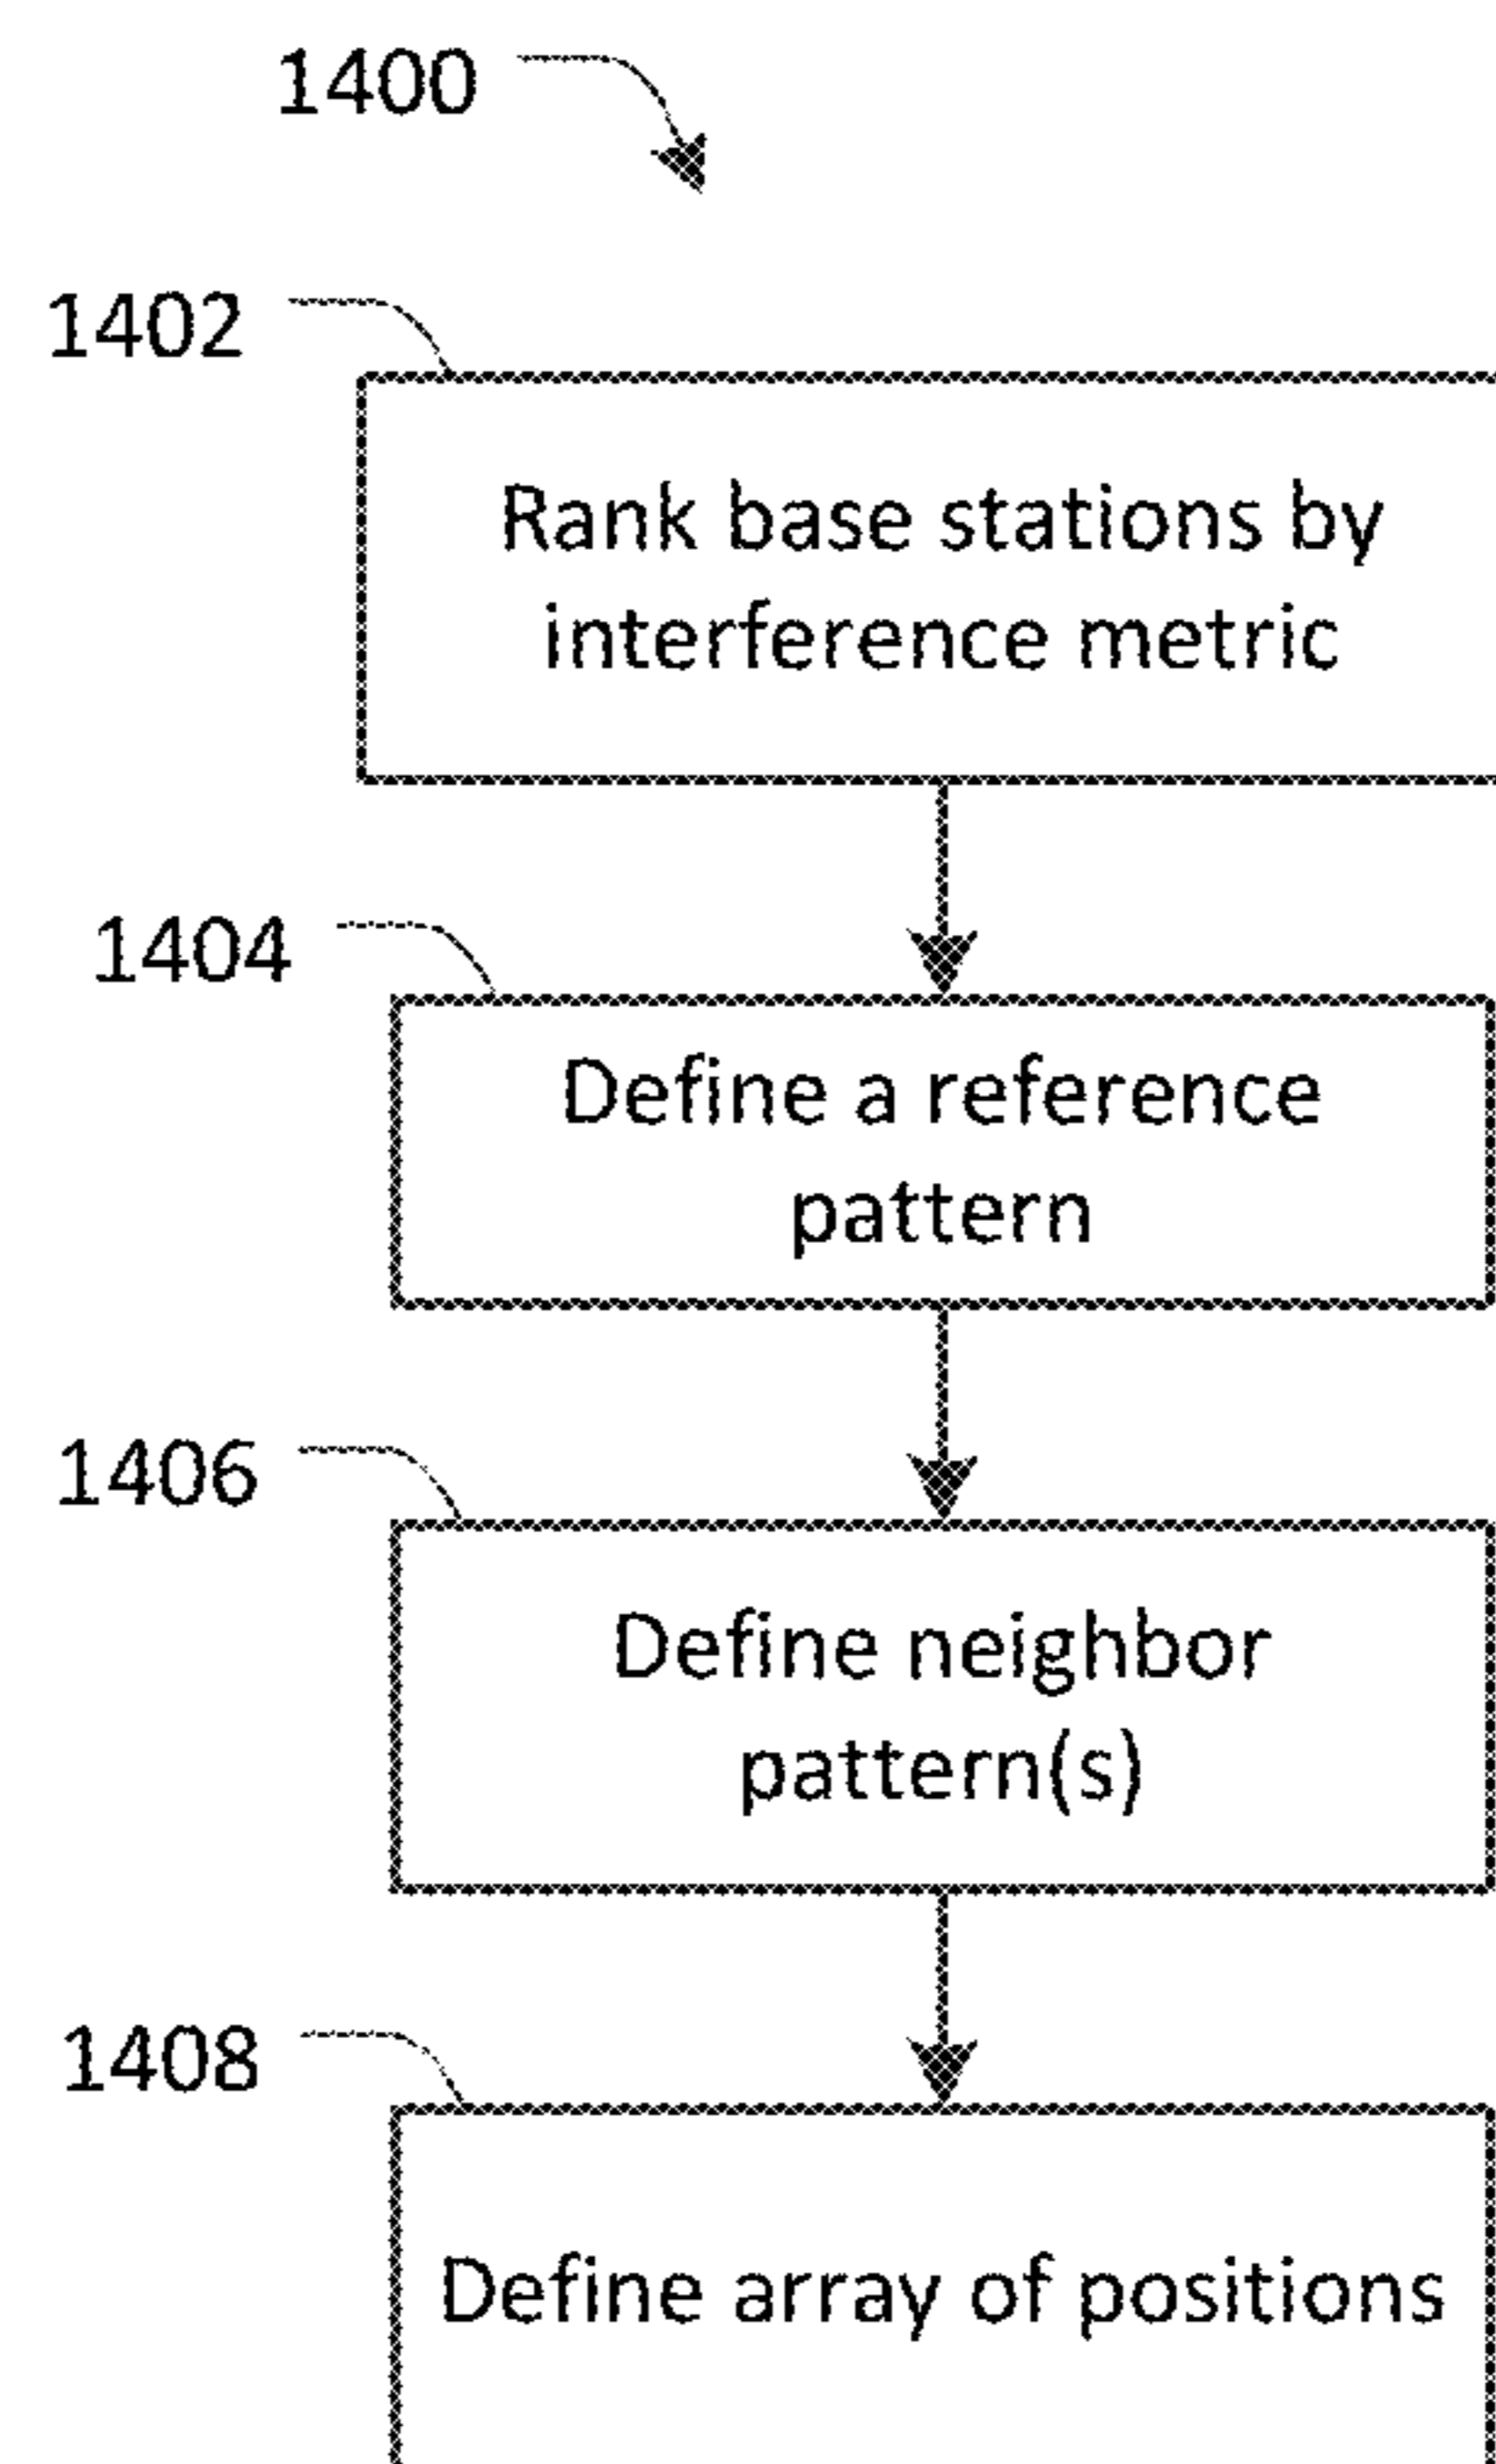 1400
1402
Rank base stations by
interference metric
1404
Define a reference
pattern
1406
Define neighbor
pattern(s)
1408
Define array of positions